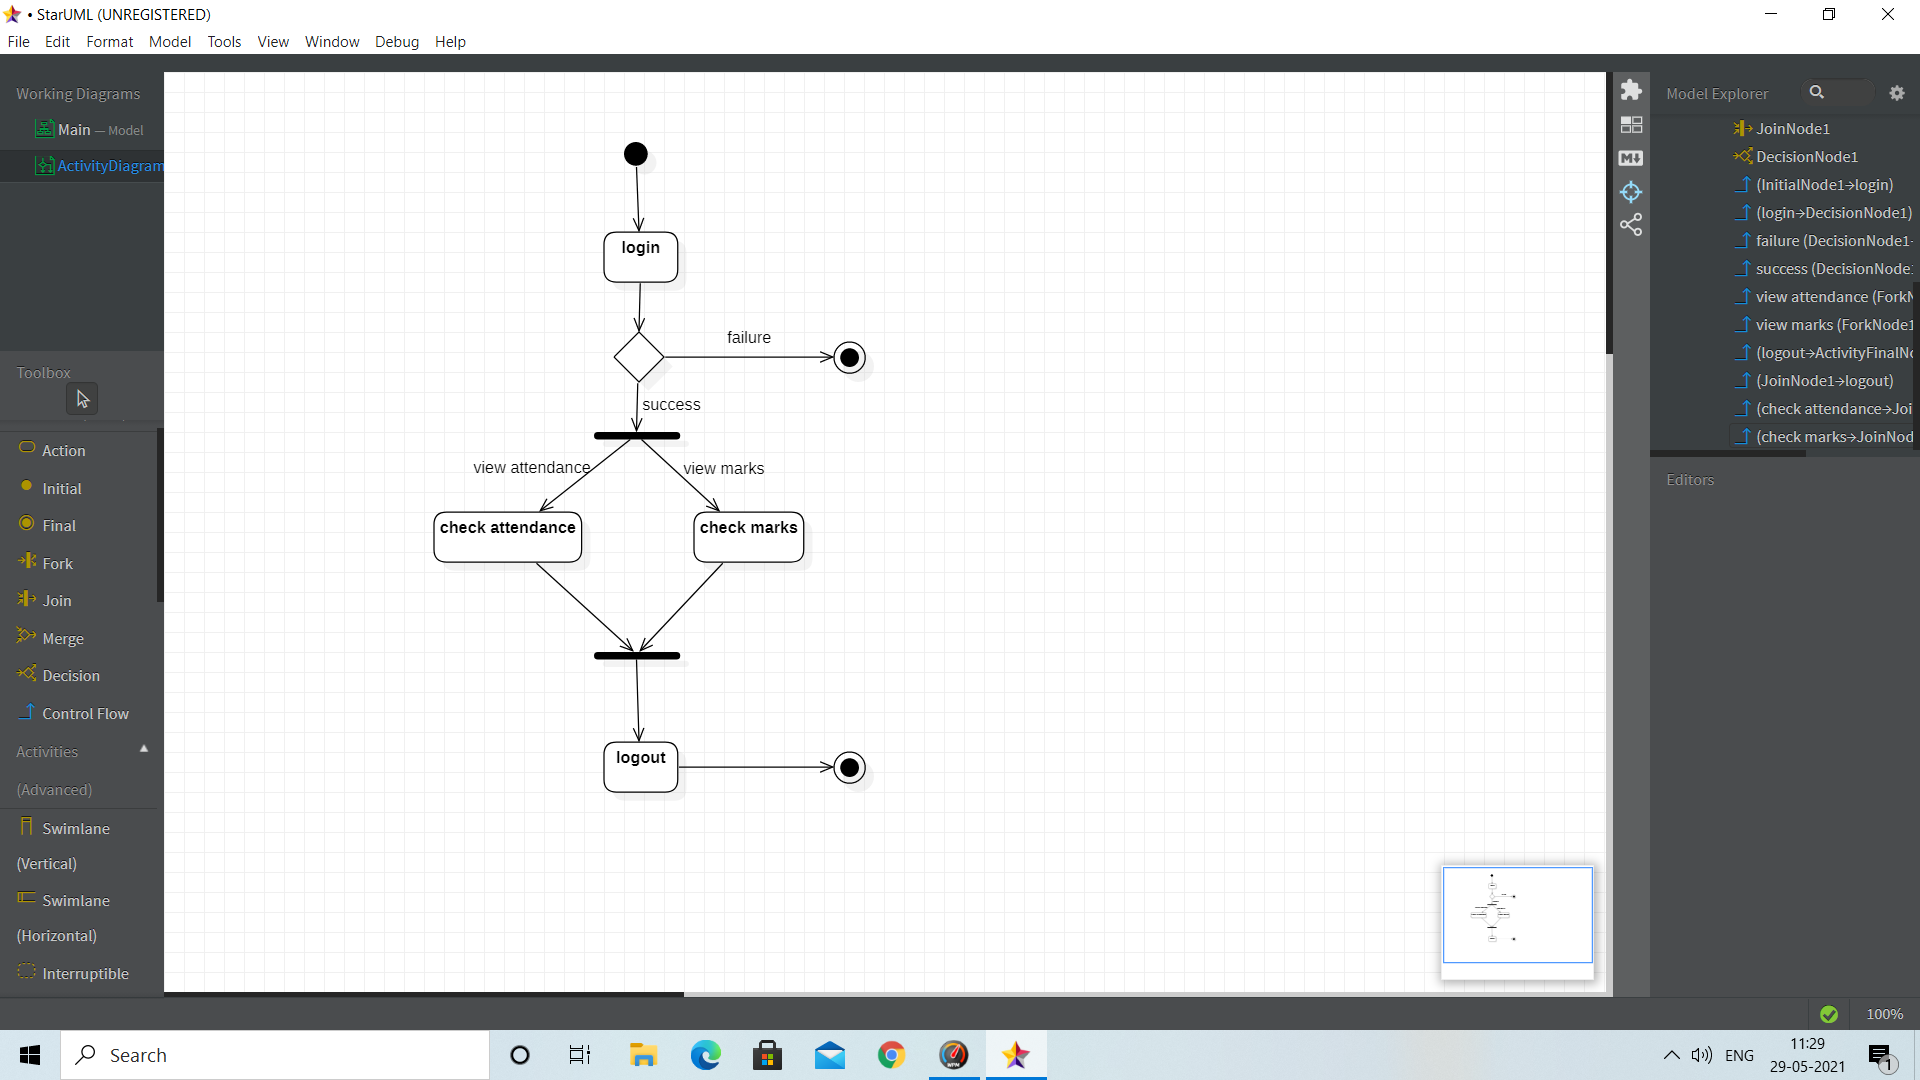 • StarUML (UNREGISTERED)
File Edit Format Model Tools View Window Debug Help
Working Diagrams
Main — Model
ActivityDiagram
Toolbox
Action
Initial
Final
Fork
Join
Merge
Decision
Control Flow
Activities
(Advanced)
Swimlane
(Vertical)
Swimlane
(Horizontal)
Interruptible
login
failure
success
view attendance
view marks
check attendance
check marks
logout
Model Explorer
JoinNode1
DecisionNode1
(InitialNode1→login)
(login→DecisionNode1)
failure (DecisionNode1-
success (DecisionNode
view attendance (ForkN
view marks (ForkNode1
(logout→ActivityFinalNo
(JoinNode1→logout)
(check attendance→Joi
(check marks→JoinNod
Editors
100%
Search
ENG
11:29
29-05-2021
1